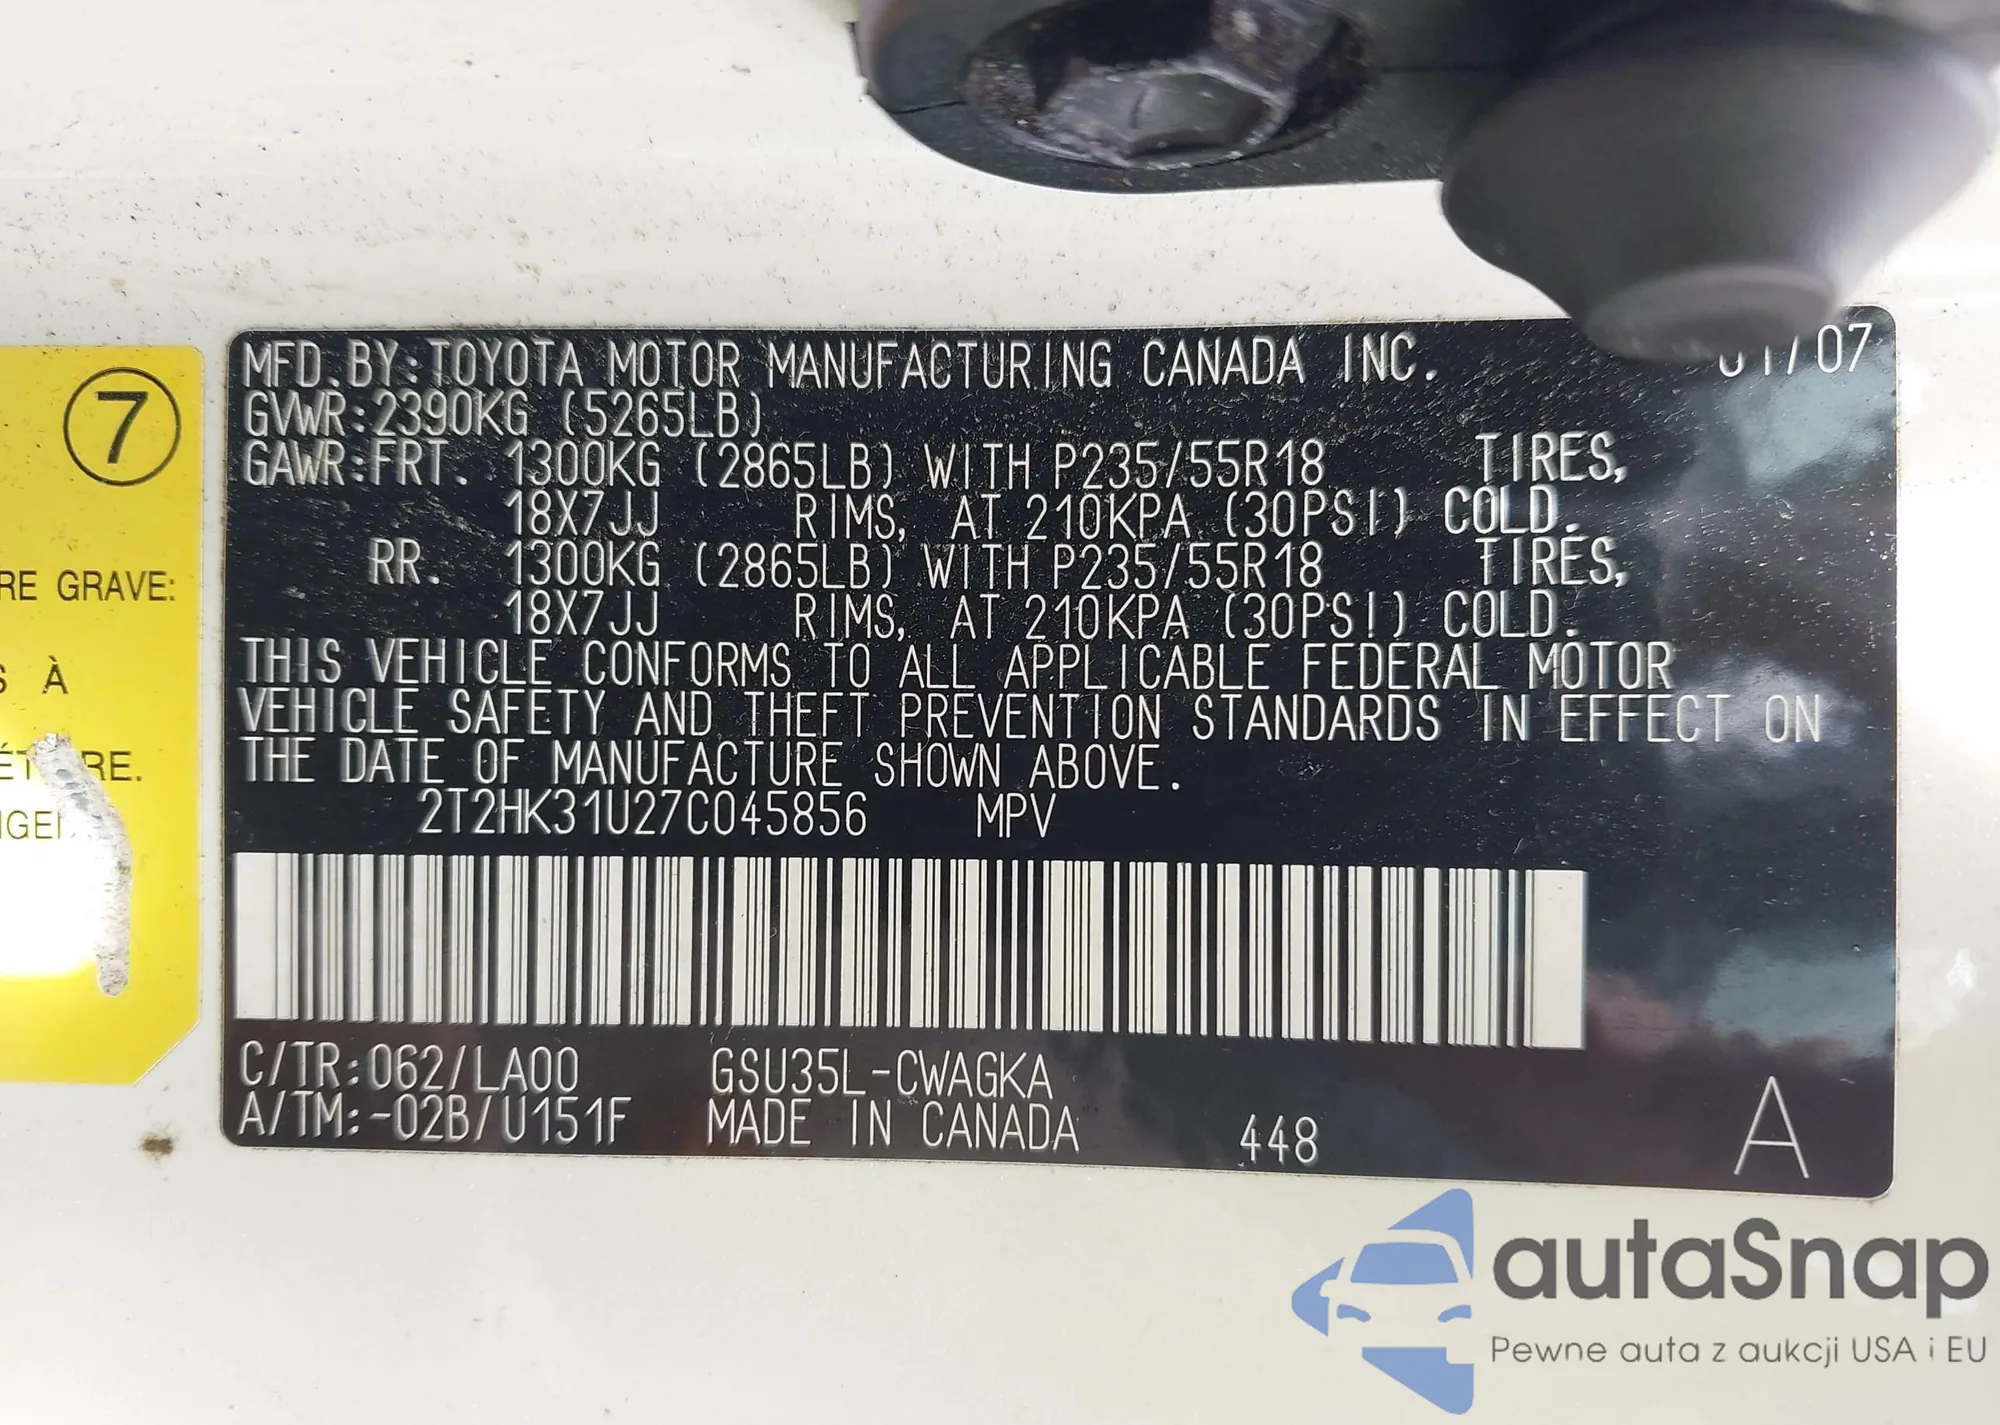 7
RE GRAVE:
S À
RE.
MFD.BY:TOYOTA MOTOR MANUFACTURING CANADA INC. 01/07
GVWR:2390KG (5265LB)
GAWR:FRT. 1300KG (2865LB) WITH P235/55R18 TIRES,
18X7JJ RIMS, AT 210KPA (30PSI) COLD.
RR. 1300KG (2865LB) WITH P235/55R18 TIRES,
18X7JJ RIMS, AT 210KPA (30PSI) COLD.
THIS VEHICLE CONFORMS TO ALL APPLICABLE FEDERAL MOTOR
VEHICLE SAFETY AND THEFT PREVENTION STANDARDS IN EFFECT ON
THE DATE OF MANUFACTURE SHOWN ABOVE.
2T2HK31U27C045856 MPV
C/TR:062/LA00 GSU35L-CWAGKA
A/TM:-02B/U151F MADE IN CANADA 448 A
autaSnap
Pewne auta z aukcji USA i EU